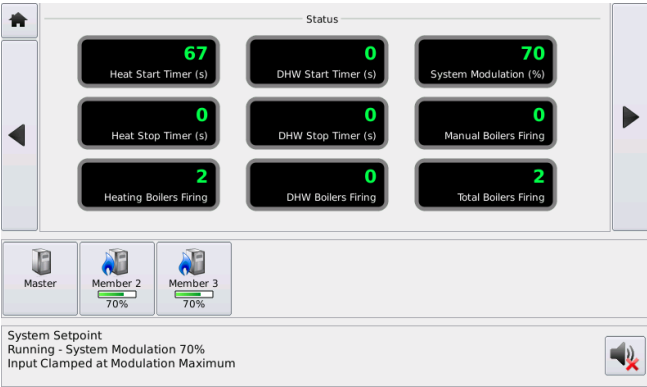 Status
67
Heat Start Timer (s)
0
DHW Start Timer (s)
70
System Modulation (%)
0
Heat Stop Timer (s)
0
DHW Stop Timer (s)
0
Manual Boilers Firing
2
Heating Boilers Firing
0
DHW Boilers Firing
2
Total Boilers Firing
Master
Member 2
70%
Member 3
70%
System Setpoint
Running - System Modulation 70%
Input Clamped at Modulation Maximum